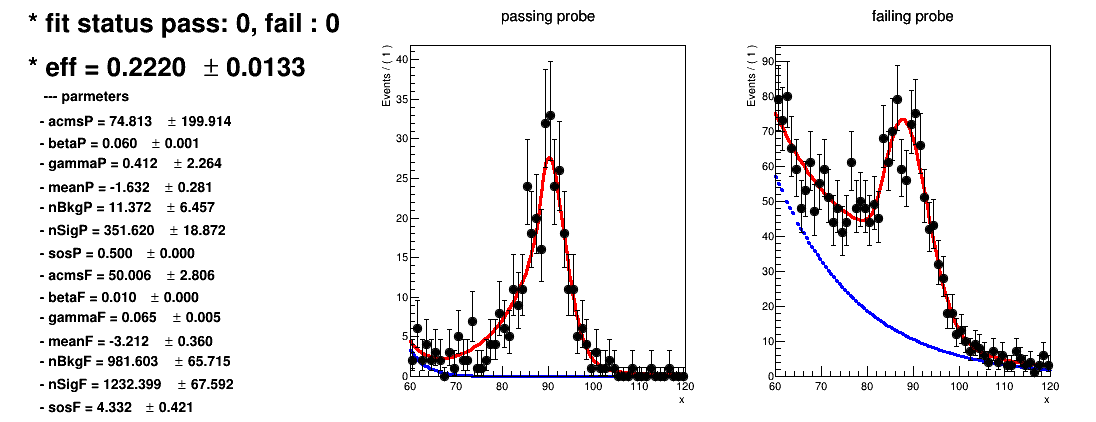 * fit status pass: 0, fail : 0
* eff = 0.2220 ± 0.0133
--- parmeters
- acmsP = 74.813 ± 199.914
- betaP = 0.060 ± 0.001
- gammaP = 0.412 ± 2.264
- meanP = -1.632 ± 0.281
- nBkgP = 11.372 ± 6.457
- nSigP = 351.620 ± 18.872
- sosP = 0.500 ± 0.000
- acmsF = 50.006 ± 2.806
- betaF = 0.010 ± 0.000
- gammaF = 0.065 ± 0.005
- meanF = -3.212 ± 0.360
- nBkgF = 981.603 ± 65.715
- nSigF = 1232.399 ± 67.592
- sosF = 4.332 ± 0.421
passing probe
Events / ( 1 )
40
35
30
25
20
15
10
5
0
60 70 80 90 100 110 120
x
failing probe
Events / ( 1 )
90
80
70
60
50
40
30
20
10
0
60 70 80 90 100 110 120
x